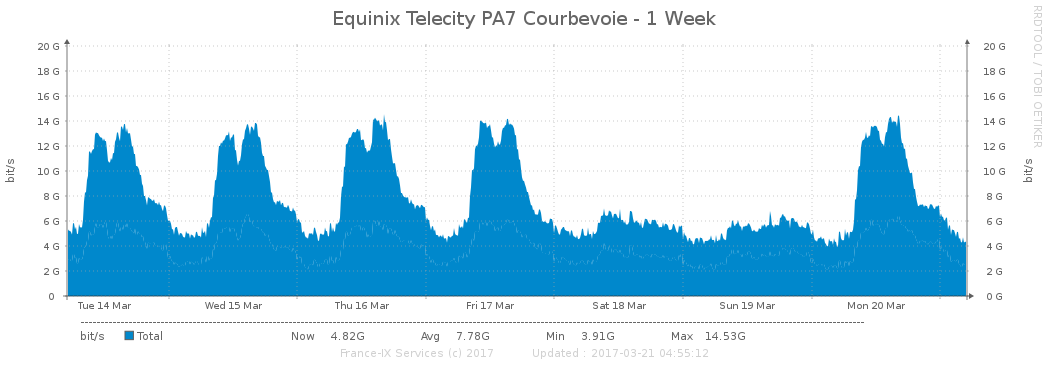 Equinix Telecity PA7 Courbevoie - 1 Week
RRDTOOL / TOBI OETIKER
bit/s
20 G 20 G
18 G 18 G
16 G 16 G
14 G 14 G
12 G 12 G
10 G 10 G
8 G 8 G
6 G 6 G
4 G 4 G
2 G 2 G
0 0 G
bit/s
Tue 14 Mar Wed 15 Mar Thu 16 Mar Fri 17 Mar Sat 18 Mar Sun 19 Mar Mon 20 Mar
bit/s Total Now 4.82G Avg 7.78G Min 3.91G Max 14.53G
France-IX Services (c) 2017 Updated : 2017-03-21 04:55:12